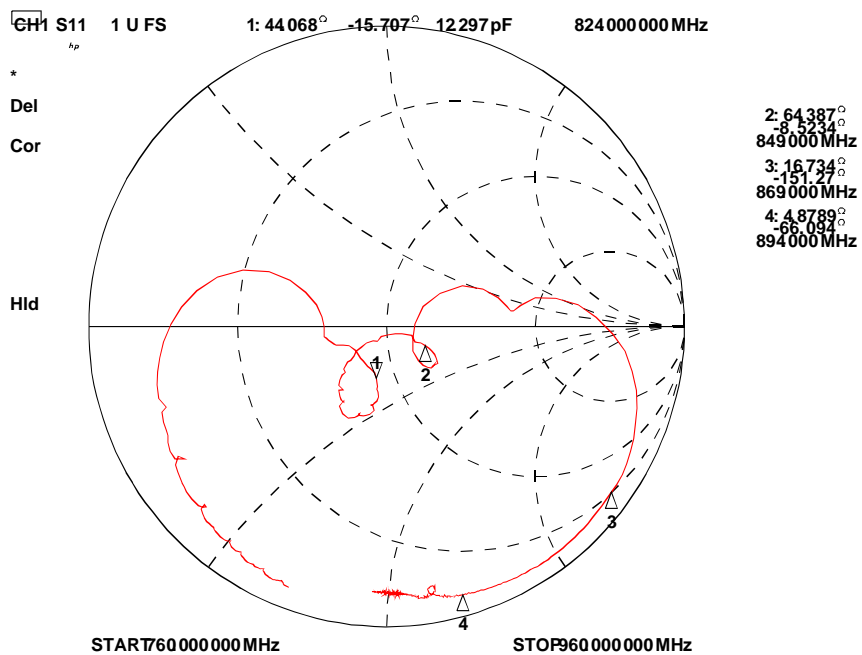 CH1 S11 1 U FS 1: 44.068 Ω -15.707 Ω 12.297 pF 824.000 000 MHz
hp
*
Del
Cor
Hld
2: 64.387 Ω
-8.5234 Ω
849.000 MHz
3: 16.734 Ω
-151.27 Ω
869.000 MHz
4: 4.8789 Ω
-66.094 Ω
894.000 MHz
1
2
3
4
START 760.000 000 MHz STOP 960.000 000 MHz